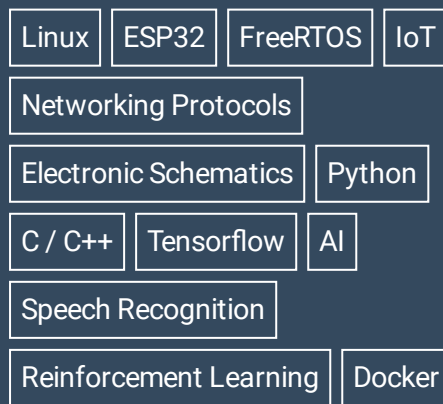 Linux ESP32 FreeRTOS IoT
Networking Protocols
Electronic Schematics Python
C / C++ Tensorflow AI
Speech Recognition
Reinforcement Learning Docker